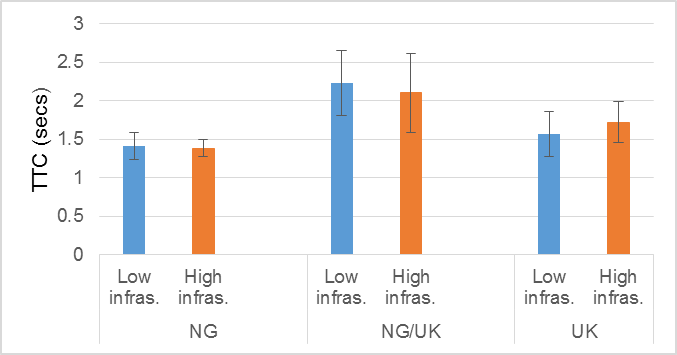 3
2.5
2
1.5
1
0.5
0
TTC (secs)
Low infras.
High infras.
Low infras.
High infras.
Low infras.
High infras.
NG
NG/UK
UK